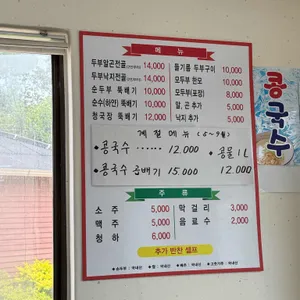 메 뉴
두부알곤전골 14,000
두부낙지전골 14,000
순두부 뚝배기 10,000
순수(하얀) 뚝배기 10,000
청국장 뚝배기 12,000
들기름 두부구이 10,000
모두부 한모 10,000
모두부(포장) 8,000
알, 곤 추가 5,000
낙지 추가 5,000
계절메뉴 (5~9월)
• 콩국수 ...... 12.000
• 콩국수 곱배기 15.000
• 콩물 1L
12.000
주 류
소 주 5,000
맥 주 5,000
청 하 6,000
막 걸 리 3,000
음 료 수 2,000
추가 반찬 셀프
콩국수